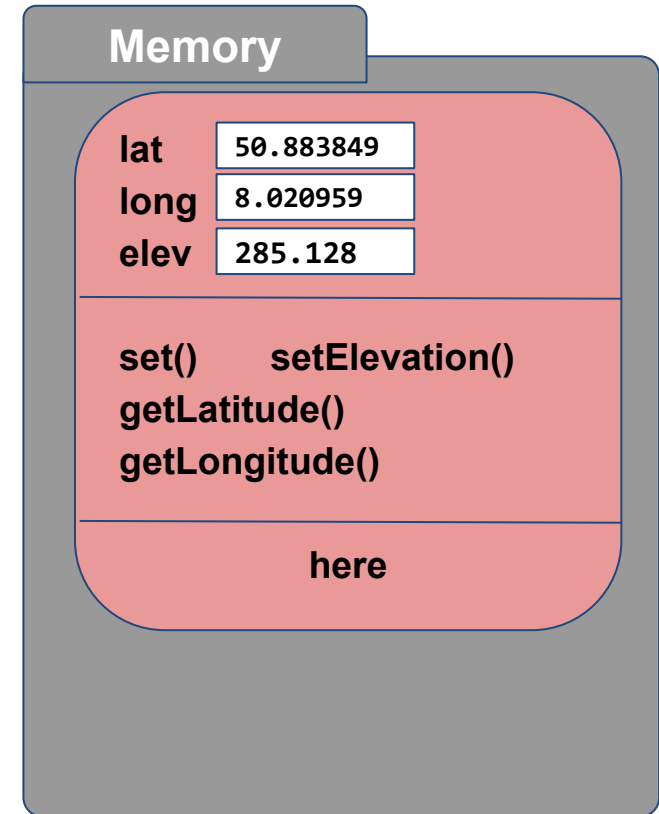 Memory
lat 50.883849
long 8.020959
elev 285.128
set() setElevation()
getLatitude()
getLongitude()
here